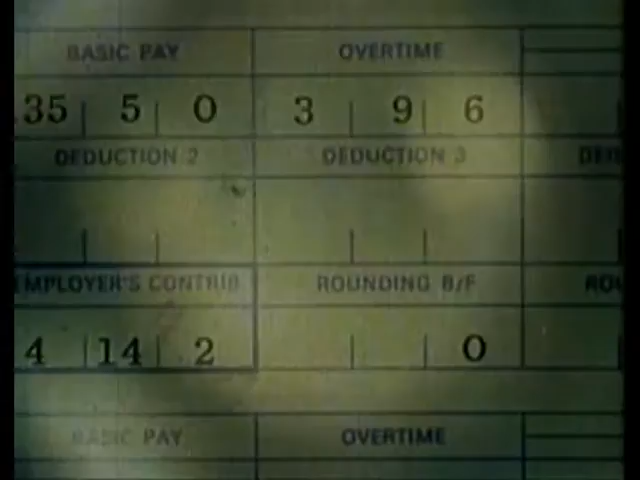 BASIC PAY OVERTIME
35 5 0 3 9 6
DEDUCTION 2 DEDUCTION 3
EMPLOYER'S CONTRIB ROUNDING B/F
4 14 2 0
BASIC PAY OVERTIME